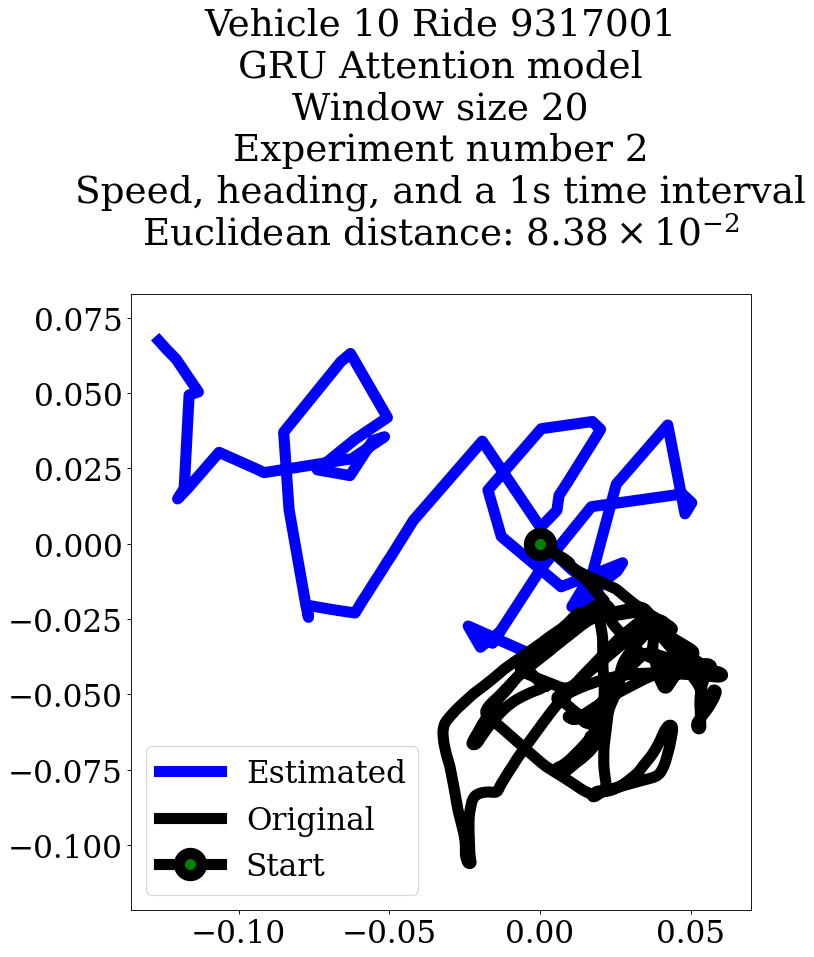 Vehicle 10 Ride 9317001
GRU Attention model
Window size 20
Experiment number 2
Speed, heading, and a 1s time interval
Euclidean distance: 8.38 × 10⁻²
0.075
0.050
0.025
0.000
−0.025
−0.050
−0.075
−0.100
Estimated
Original
Start
−0.10
−0.05
0.00
0.05